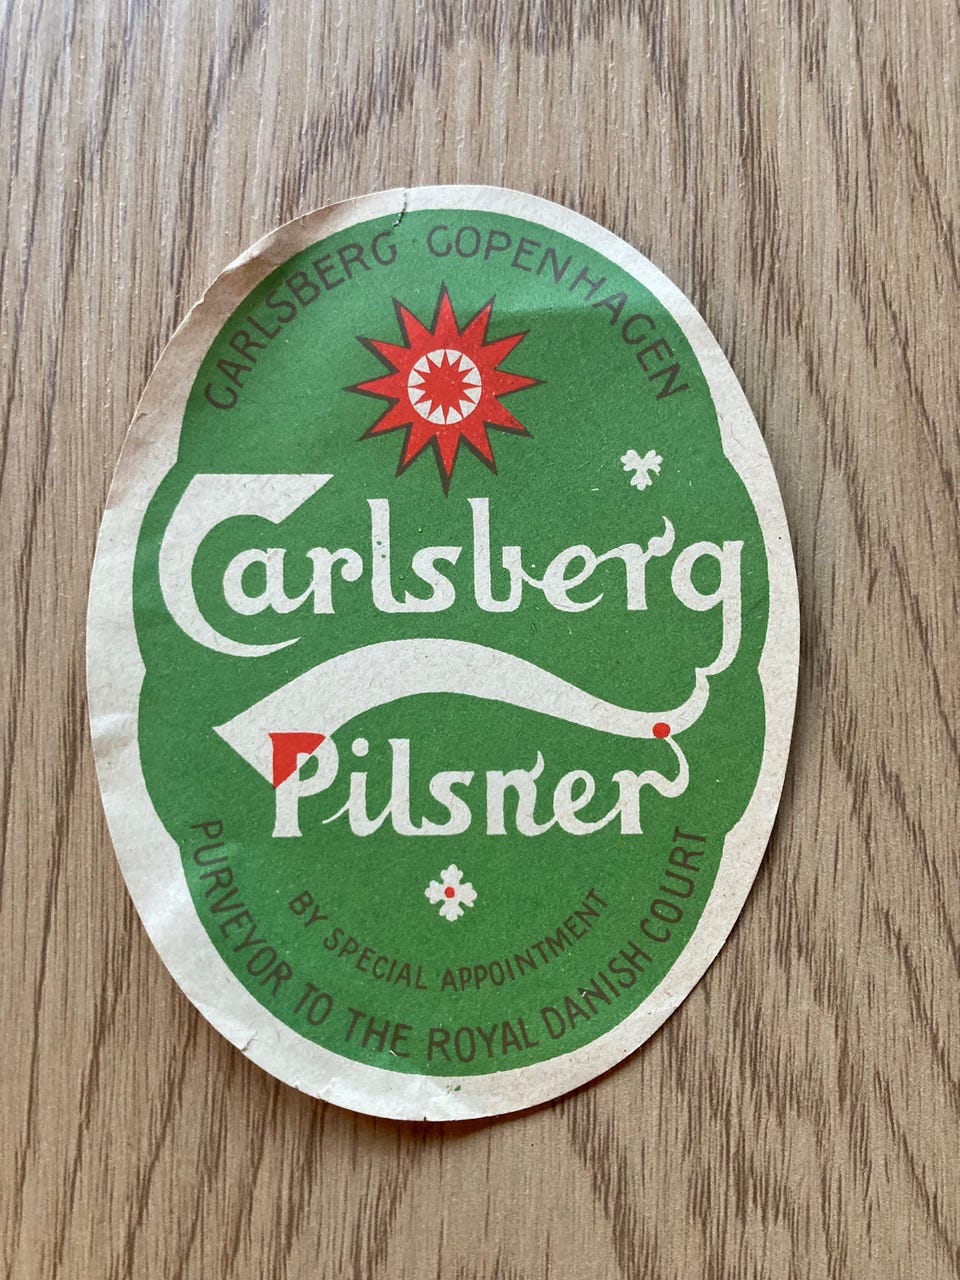 CARLSBERG COPENHAGEN
Carlsberg
Pilsner
BY SPECIAL APPOINTMENT
PURVEYOR TO THE ROYAL DANISH COURT